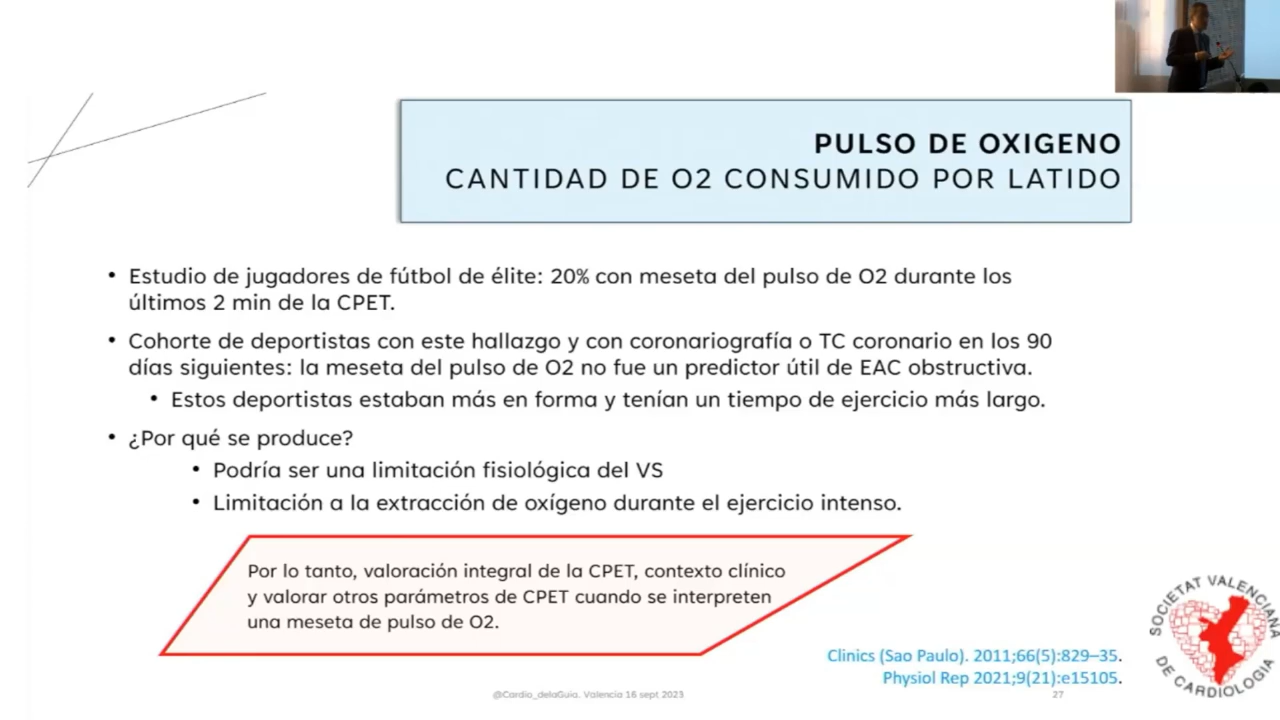 PULSO DE OXIGENO
CANTIDAD DE O2 CONSUMIDO POR LATIDO
• Estudio de jugadores de fútbol de élite: 20% con meseta del pulso de O2 durante los
últimos 2 min de la CPET.
• Cohorte de deportistas con este hallazgo y con coronariografía o TC coronario en los 90
días siguientes: la meseta del pulso de O2 no fue un predictor útil de EAC obstructiva.
• Estos deportistas estaban más en forma y tenían un tiempo de ejercicio más largo.
• ¿Por qué se produce?
• Podría ser una limitación fisiológica del VS
• Limitación a la extracción de oxígeno durante el ejercicio intenso.
Por lo tanto, valoración integral de la CPET, contexto clínico
y valorar otros parámetros de CPET cuando se interpreten
una meseta de pulso de O2.
Clinics (Sao Paulo). 2011;66(5):829–35.
Physiol Rep 2021;9(21):e15105.
@Cardio_delaGuia. Valencia 16 sept 2023
27
SOCIETAT VALENCIANA
DE CARDIOLOGIA